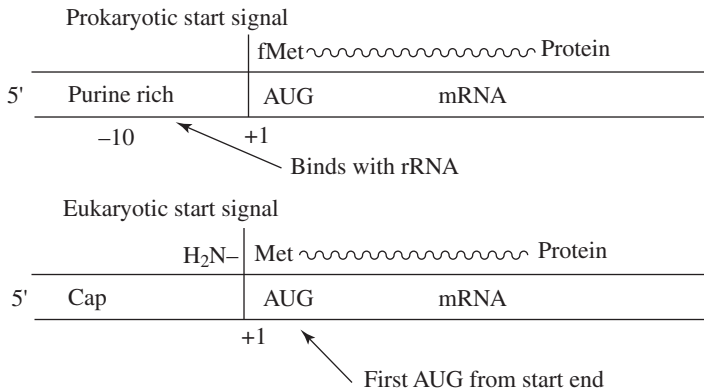 Prokaryotic start signal
fMet Protein
5' Purine rich AUG mRNA
–10 +1
Binds with rRNA
Eukaryotic start signal
H₂N– Met Protein
5' Cap AUG mRNA
+1
First AUG from start end